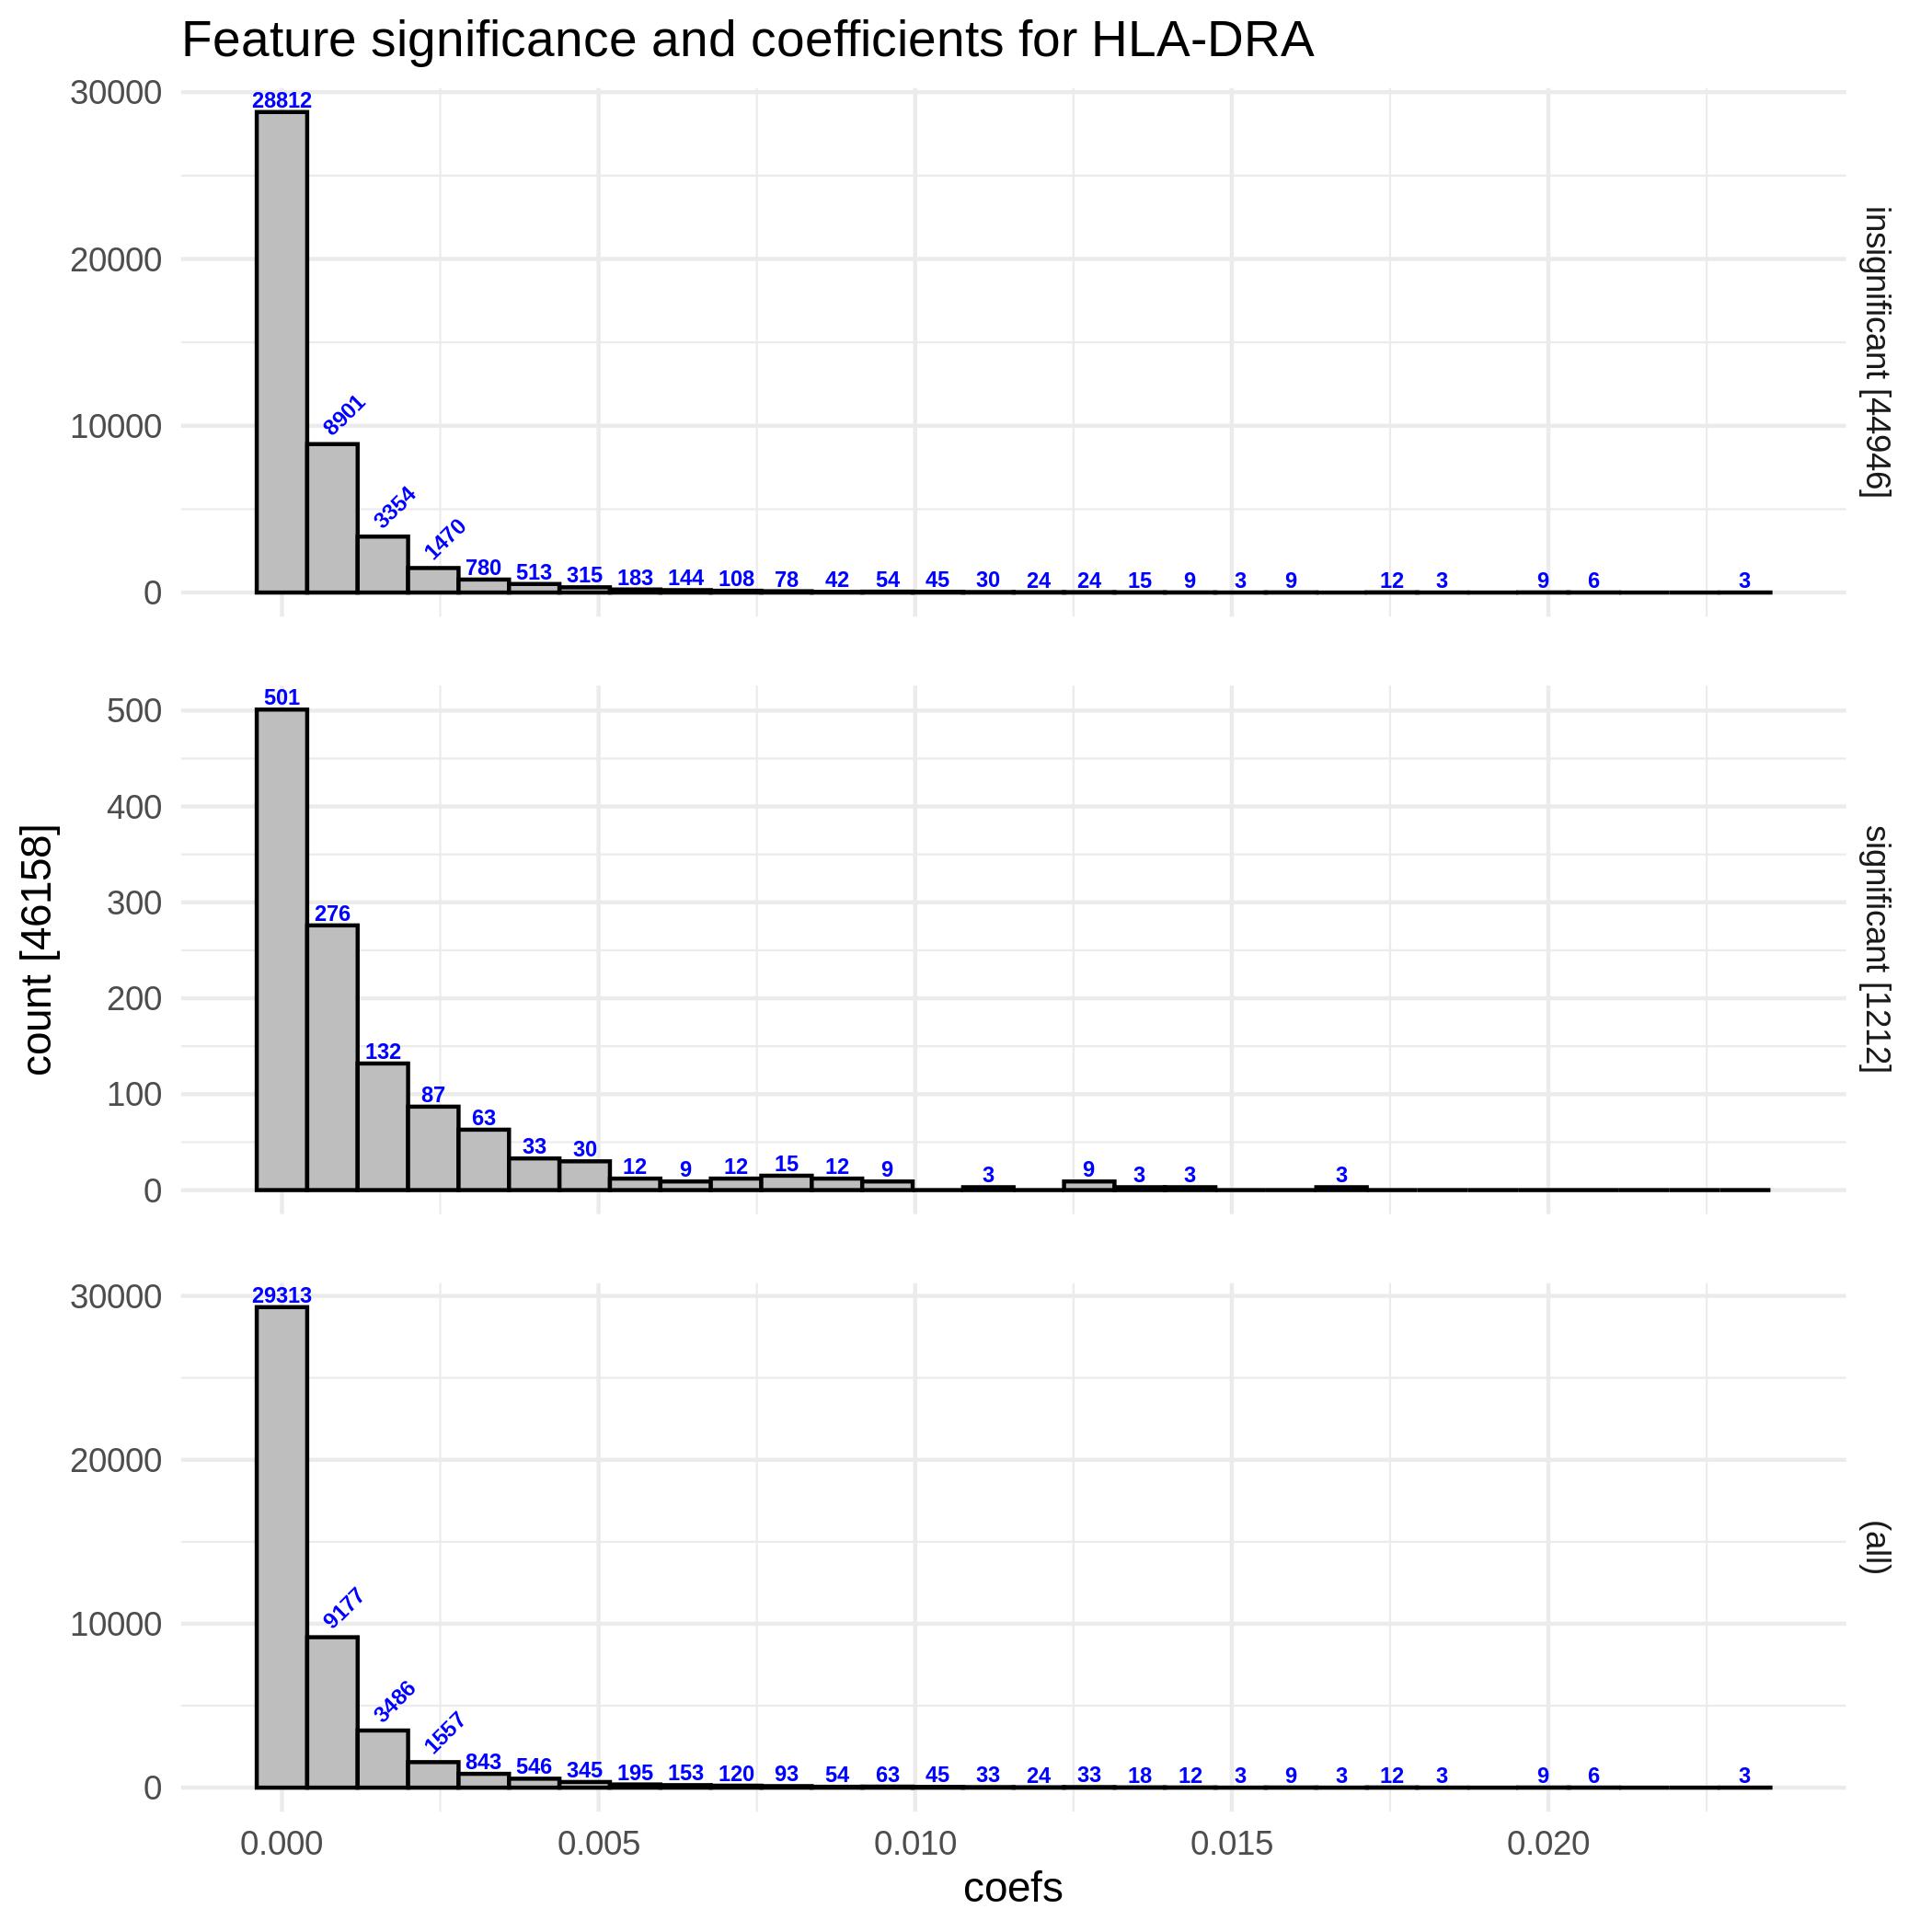 Feature significance and coefficients for HLA-DRA
count [46158]
30000
20000
10000
0
28812
8901
3354
1470
780 513 315 183 144 108 78 42 54 45 30 24 24 15 9 3 9 12 3 9 6 3
insignificant [44946]
500
400
300
200
100
0
501
276
132
87
63
33 30 12 9 12 15 12 9 3 9 3 3 3
significant [1212]
30000
20000
10000
0
29313
9177
3486
1557
843 546 345 195 153 120 93 54 63 45 33 24 33 18 12 3 9 3 12 3 9 6 3
(all)
0.000 0.005 0.010 0.015 0.020
coefs